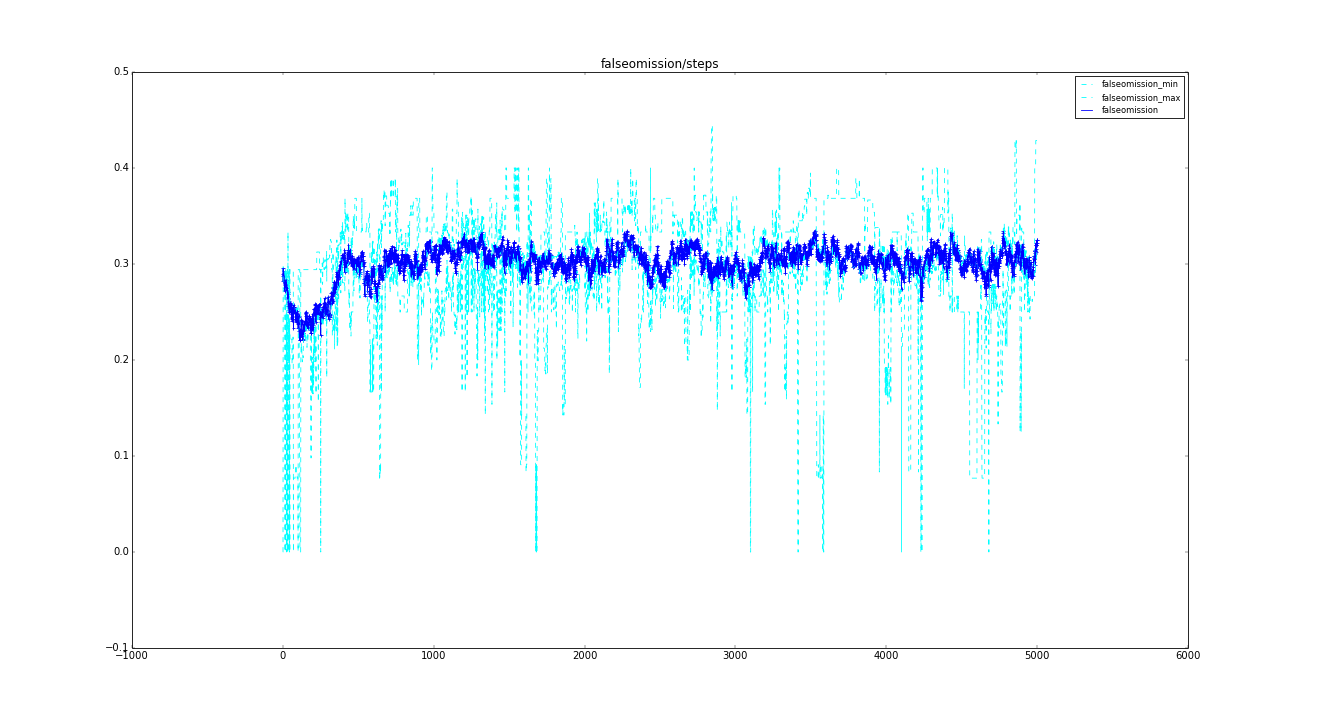 falseomission/steps
0.5
falseomission_min
falseomission_max
falseomission
0.4
0.3
0.2
0.1
0.0
−0.1
−1000 0 1000 2000 3000 4000 5000 6000